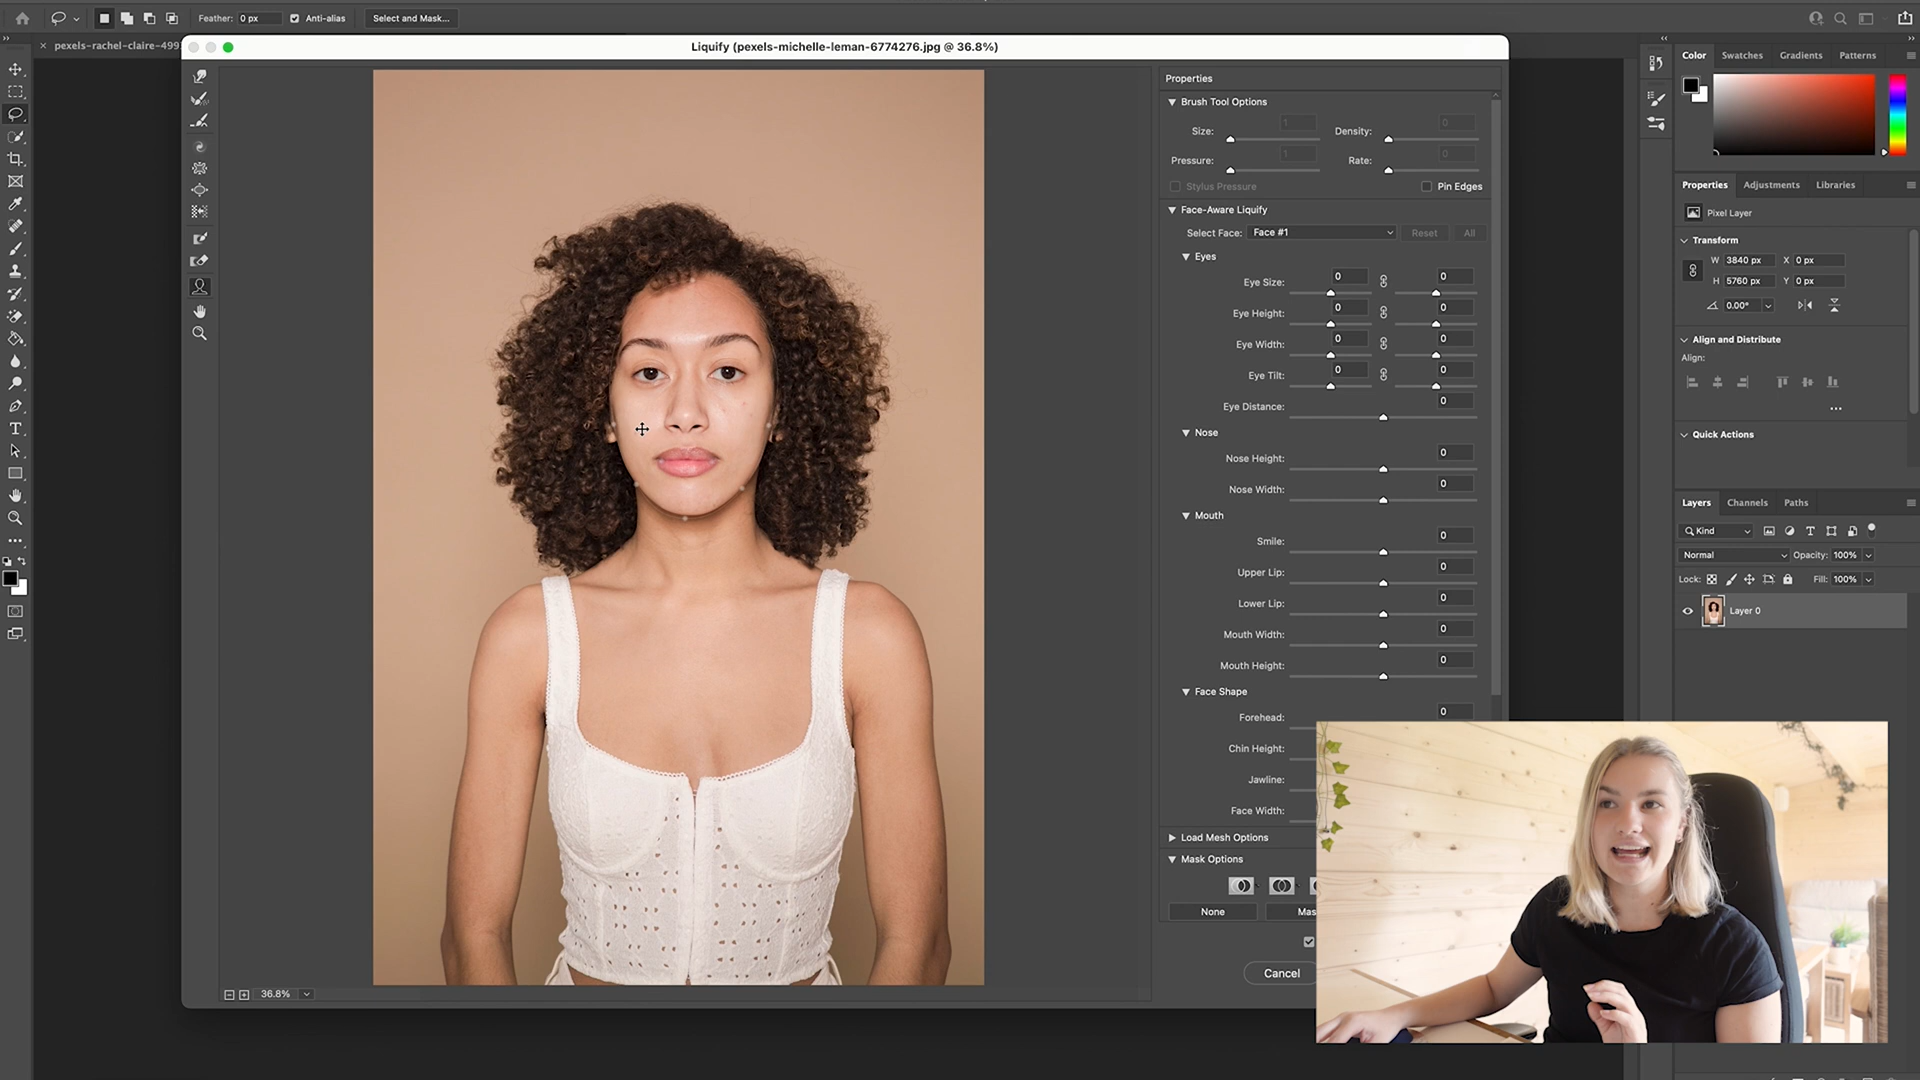 Feather: 0 px Anti-alias Select and Mask...
× pexels-rachel-claire-499
Liquify (pexels-michelle-leman-6774276.jpg @ 36.8%)
Properties
Brush Tool Options
Size: 1 Density: 0
Pressure: 1 Rate: 0
Stylus Pressure Pin Edges
Face-Aware Liquify
Select Face: Face #1 Reset All
Eyes
Eye Size: 0 0
Eye Height: 0 0
Eye Width: 0 0
Eye Tilt: 0 0
Eye Distance: 0
Nose
Nose Height: 0
Nose Width: 0
Mouth
Smile: 0
Upper Lip: 0
Lower Lip: 0
Mouth Width: 0
Mouth Height: 0
Face Shape
Forehead: 0
Chin Height:
Jawline:
Face Width:
Load Mesh Options
Mask Options
None Mas
Cancel
36.8%
Color Swatches Gradients Patterns
Properties Adjustments Libraries
Pixel Layer
Transform
W 3840 px X 0 px
H 5760 px Y 0 px
0.00°
Align and Distribute
Align:
Quick Actions
Layers Channels Paths
Kind
Normal Opacity: 100%
Lock: Fill: 100%
Layer 0